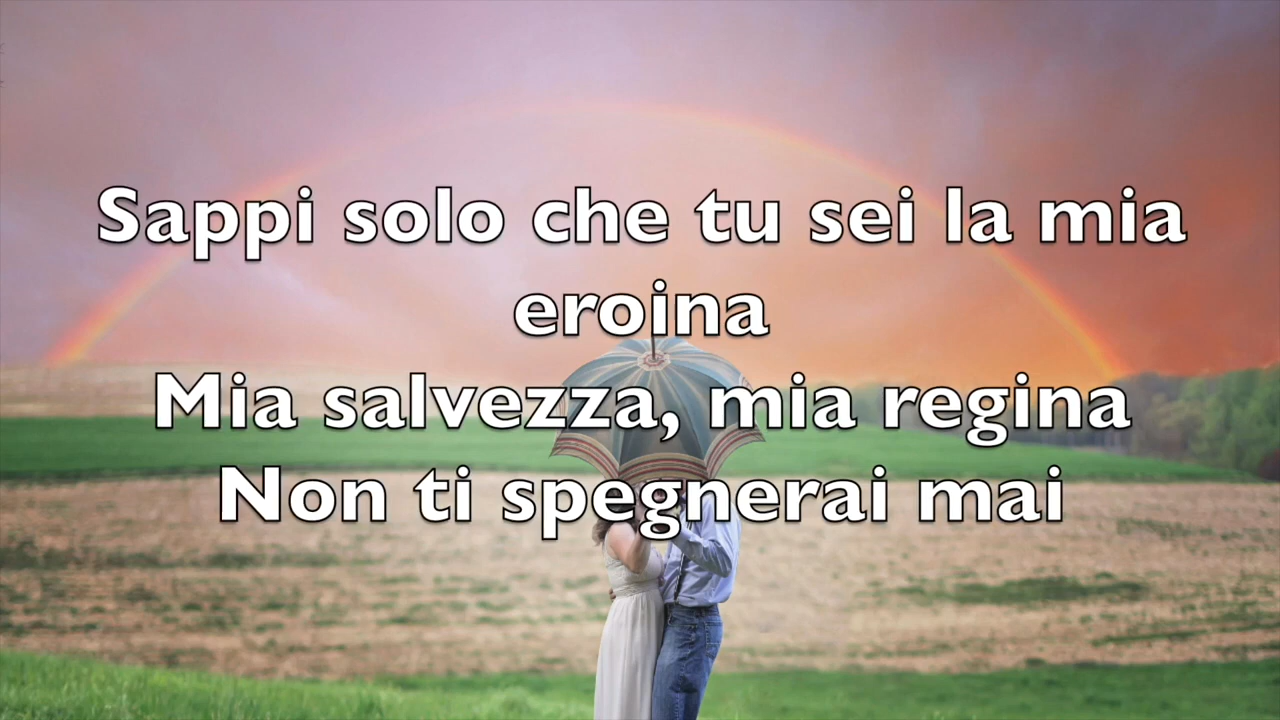 Sappi solo che tu sei la mia
eroina
Mia salvezza, mia regina
Non ti spegnerai mai